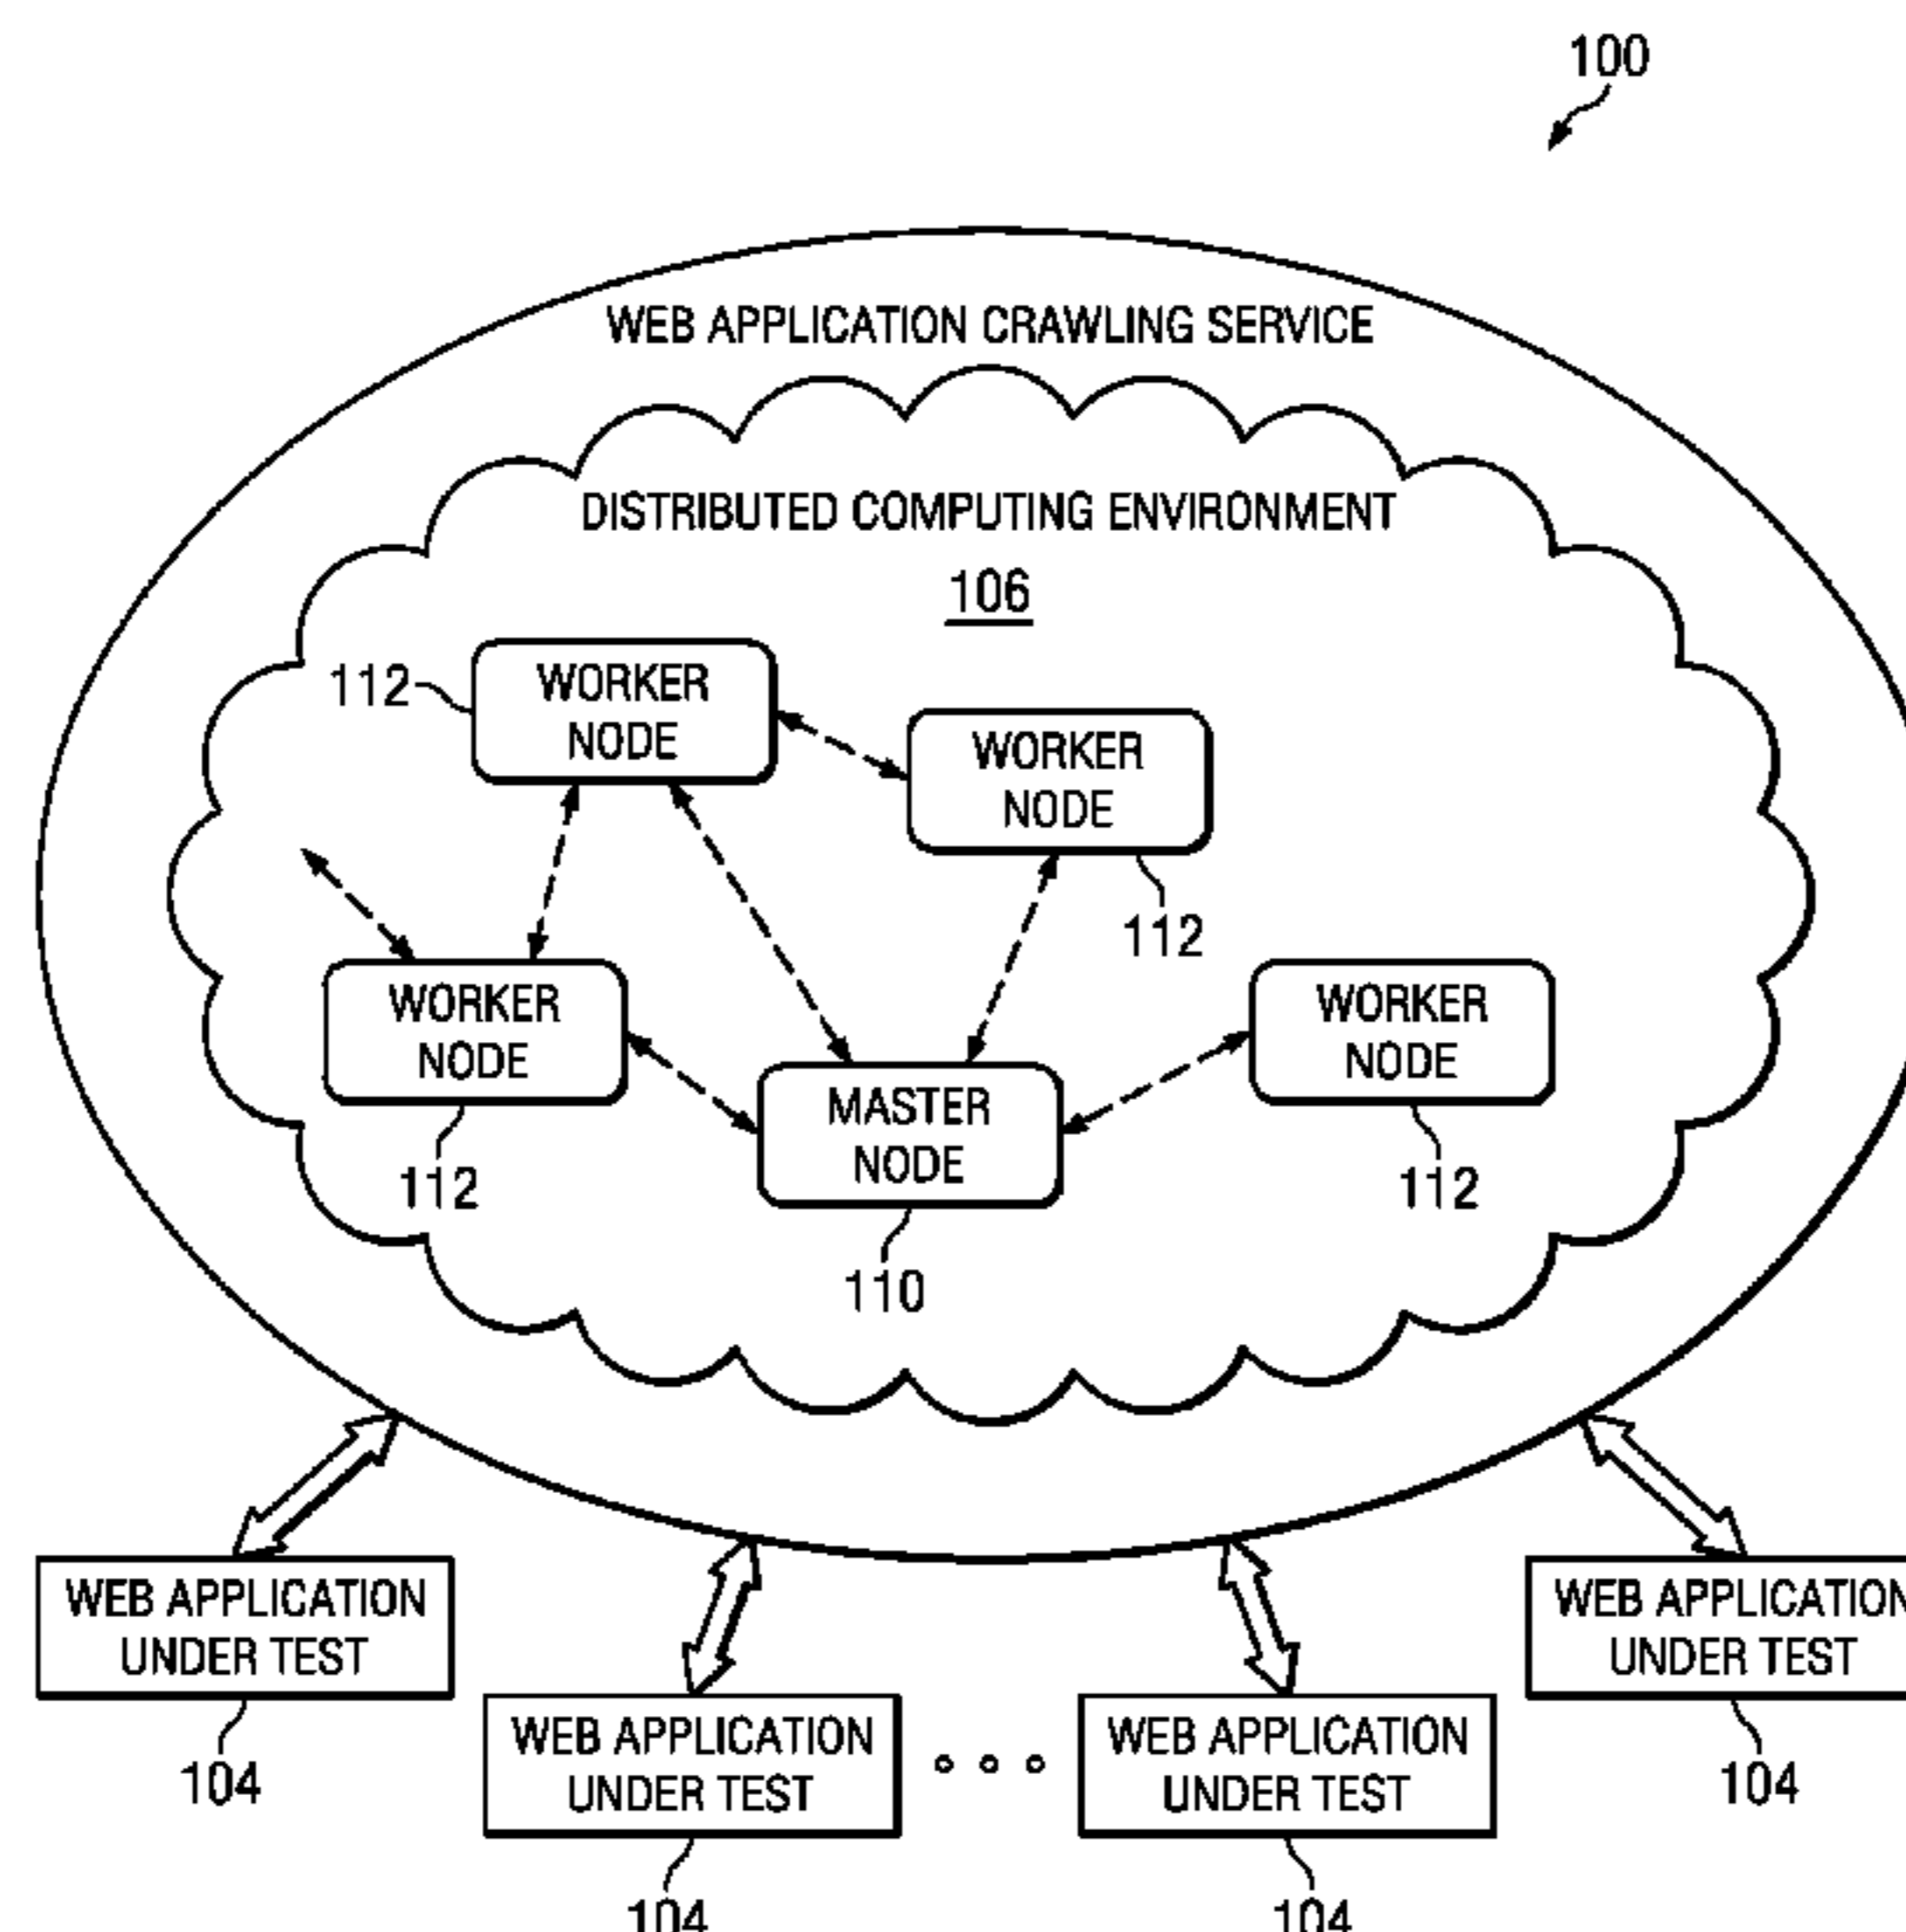 100
WEB APPLICATION CRAWLING SERVICE
DISTRIBUTED COMPUTING ENVIRONMENT
106
112
WORKER
NODE
WORKER
NODE
112
WORKER
NODE
112
WORKER
NODE
112
MASTER
NODE
110
WEB APPLICATION
UNDER TEST
104
WEB APPLICATION
UNDER TEST
104
WEB APPLICATION
UNDER TEST
104
WEB APPLICATION
UNDER TEST
104